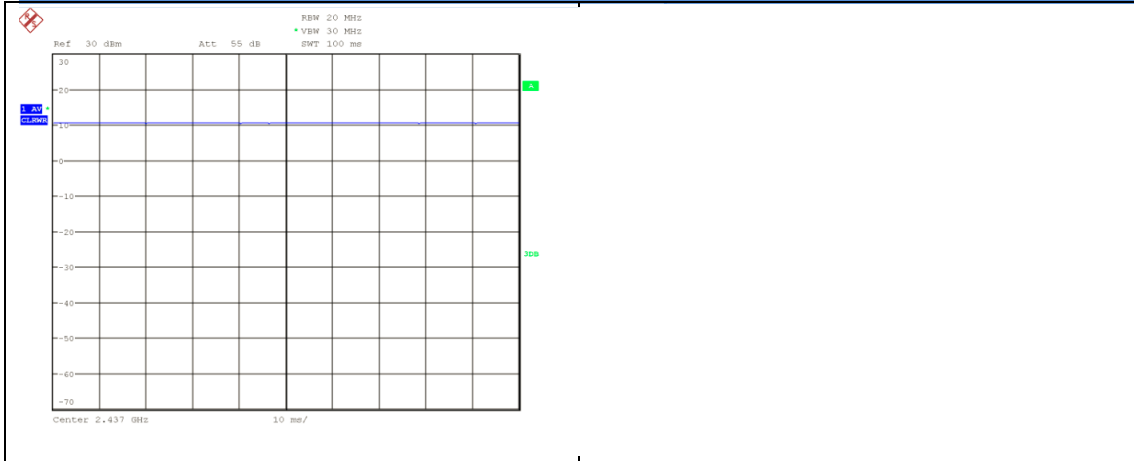 RBW 20 MHz
* VBW 30 MHz
Ref 30 dBm Att 55 dB SWT 100 ms
30
A
20
1 AV *
CLRWR
10
0
-10
-20
3DB
-30
-40
-50
-60
-70
Center 2.437 GHz 10 ms/